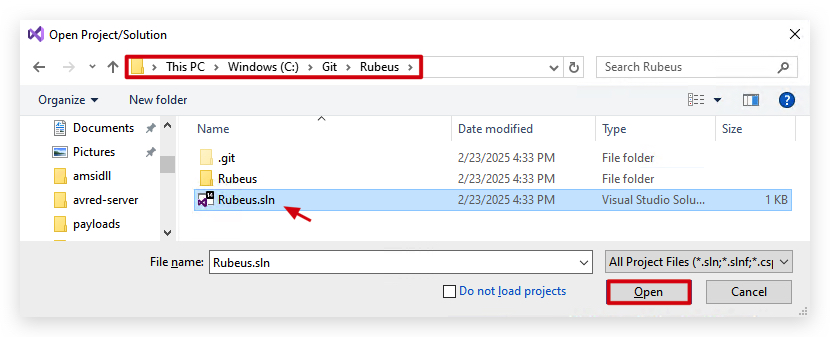 Open Project/Solution
This PC > Windows (C:) > Git > Rubeus >
Search Rubeus
Organize
New folder
Name
Date modified
Type
Size
Documents
Pictures
amsidll
avred-server
payloads
.git 2/23/2025 4:33 PM File folder
Rubeus 2/23/2025 4:33 PM File folder
Rubeus.sln 2/23/2025 4:33 PM Visual Studio Solu... 1 KB
File name: Rubeus.sln
All Project Files (*.sln;*.slnf;*.csp
Do not load projects
Open
Cancel